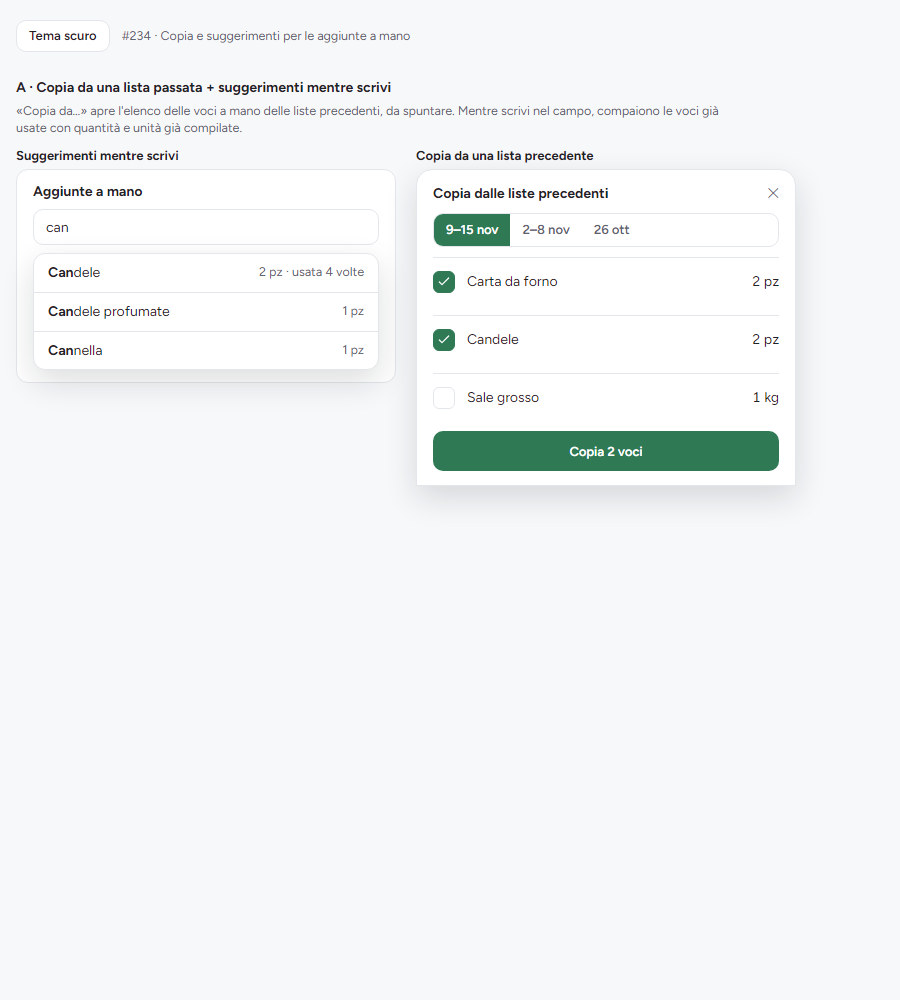 Tema scuro
#234 · Copia e suggerimenti per le aggiunte a mano
A · Copia da una lista passata + suggerimenti mentre scrivi
«Copia da...» apre l'elenco delle voci a mano delle liste precedenti, da spuntare. Mentre scrivi nel campo, compaiono le voci già
usate con quantità e unità già compilate.
Suggerimenti mentre scrivi
Aggiunte a mano
can
Candele 2 pz · usata 4 volte
Candele profumate 1 pz
Cannella 1 pz
Copia da una lista precedente
Copia dalle liste precedenti
9–15 nov 2–8 nov 26 ott
Carta da forno 2 pz
Candele 2 pz
Sale grosso 1 kg
Copia 2 voci